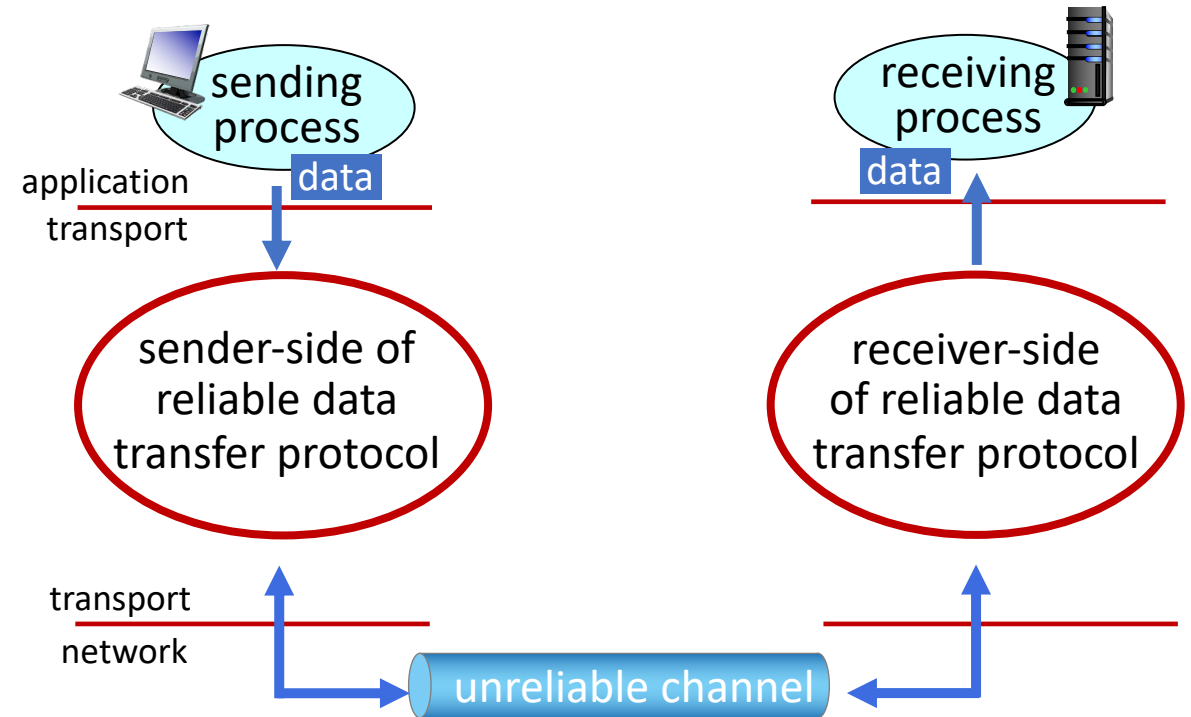 sending
process
data
application
transport
receiving
process
data
sender-side of
reliable data
transfer protocol
receiver-side
of reliable data
transfer protocol
transport
network
unreliable channel